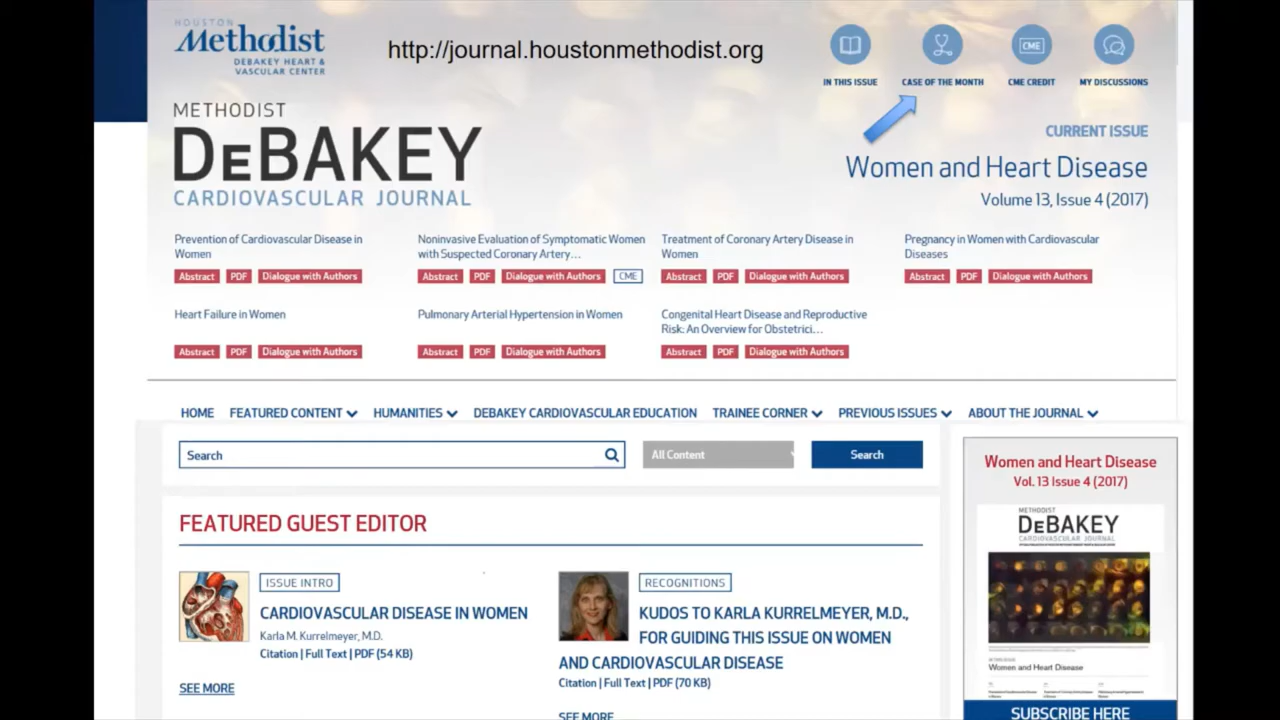 HOUSTON
Methodist
DEBAKEY HEART &
VASCULAR CENTER
http://journal.houstonmethodist.org
IN THIS ISSUE
CASE OF THE MONTH
CME
CME CREDIT
MY DISCUSSIONS
METHODIST
DEBAKEY
CARDIOVASCULAR JOURNAL
CURRENT ISSUE
Women and Heart Disease
Volume 13, Issue 4 (2017)
Prevention of Cardiovascular Disease in
Women
Abstract PDF Dialogue with Authors
Noninvasive Evaluation of Symptomatic Women
with Suspected Coronary Artery...
Abstract PDF Dialogue with Authors CME
Treatment of Coronary Artery Disease in
Women
Abstract PDF Dialogue with Authors
Pregnancy in Women with Cardiovascular
Diseases
Abstract PDF Dialogue with Authors
Heart Failure in Women
Abstract PDF Dialogue with Authors
Pulmonary Arterial Hypertension in Women
Abstract PDF Dialogue with Authors
Congenital Heart Disease and Reproductive
Risk: An Overview for Obstetrici...
Abstract PDF Dialogue with Authors
HOME FEATURED CONTENT HUMANITIES DEBAKEY CARDIOVASCULAR EDUCATION TRAINEE CORNER PREVIOUS ISSUES ABOUT THE JOURNAL
Search All Content Search
FEATURED GUEST EDITOR
ISSUE INTRO
CARDIOVASCULAR DISEASE IN WOMEN
Karla M. Kurrelmeyer, M.D.
Citation | Full Text | PDF (54 KB)
SEE MORE
RECOGNITIONS
KUDOS TO KARLA KURRELMEYER, M.D.,
FOR GUIDING THIS ISSUE ON WOMEN
AND CARDIOVASCULAR DISEASE
Citation | Full Text | PDF (70 KB)
SEE MORE
Women and Heart Disease
Vol. 13 Issue 4 (2017)
METHODIST
DEBAKEY
CARDIOVASCULAR JOURNAL
Women and Heart Disease
SUBSCRIBE HERE